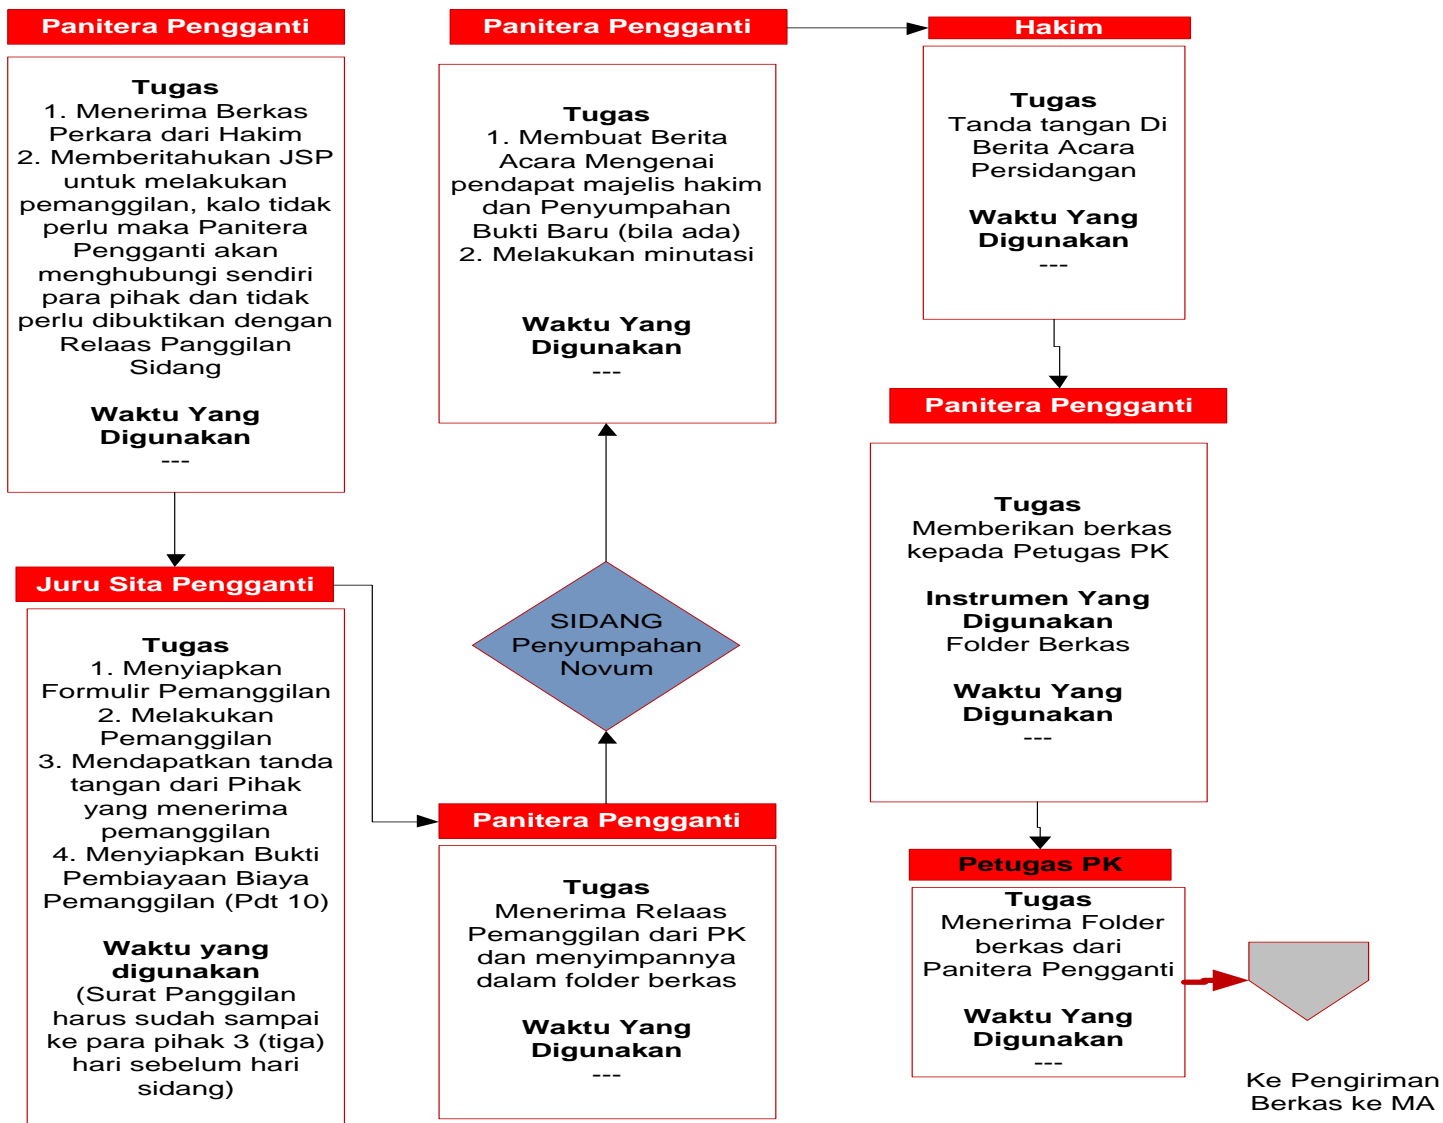 Panitera Pengganti
Tugas
1. Menerima Berkas
Perkara dari Hakim
2. Memberitahukan JSP
untuk melakukan
pemanggilan, kalo tidak
perlu maka Panitera
Pengganti akan
menghubungi sendiri
para pihak dan tidak
perlu dibuktikan dengan
Relaas Panggilan
Sidang
Waktu Yang
Digunakan
---
Juru Sita Pengganti
Tugas
1. Menyiapkan
Formulir Pemanggilan
2. Melakukan
Pemanggilan
3. Mendapatkan tanda
tangan dari Pihak
yang menerima
pemanggilan
4. Menyiapkan Bukti
Pembiayaan Biaya
Pemanggilan (Pdt 10)
Waktu yang
digunakan
(Surat Panggilan
harus sudah sampai
ke para pihak 3 (tiga)
hari sebelum hari
sidang)
Panitera Pengganti
Tugas
Menerima Relaas
Pemanggilan dari PK
dan menyimpannya
dalam folder berkas
Waktu Yang
Digunakan
---
SIDANG
Penyumpahan
Novum
Panitera Pengganti
Tugas
1. Membuat Berita
Acara Mengenai
pendapat majelis hakim
dan Penyumpahan
Bukti Baru (bila ada)
2. Melakukan minutasi
Waktu Yang
Digunakan
---
Hakim
Tugas
Tanda tangan Di
Berita Acara
Persidangan
Waktu Yang
Digunakan
---
Panitera Pengganti
Tugas
Memberikan berkas
kepada Petugas PK
Instrumen Yang
Digunakan
Folder Berkas
Waktu Yang
Digunakan
---
Petugas PK
Tugas
Menerima Folder
berkas dari
Panitera Pengganti
Waktu Yang
Digunakan
---
Ke Pengiriman
Berkas ke MA